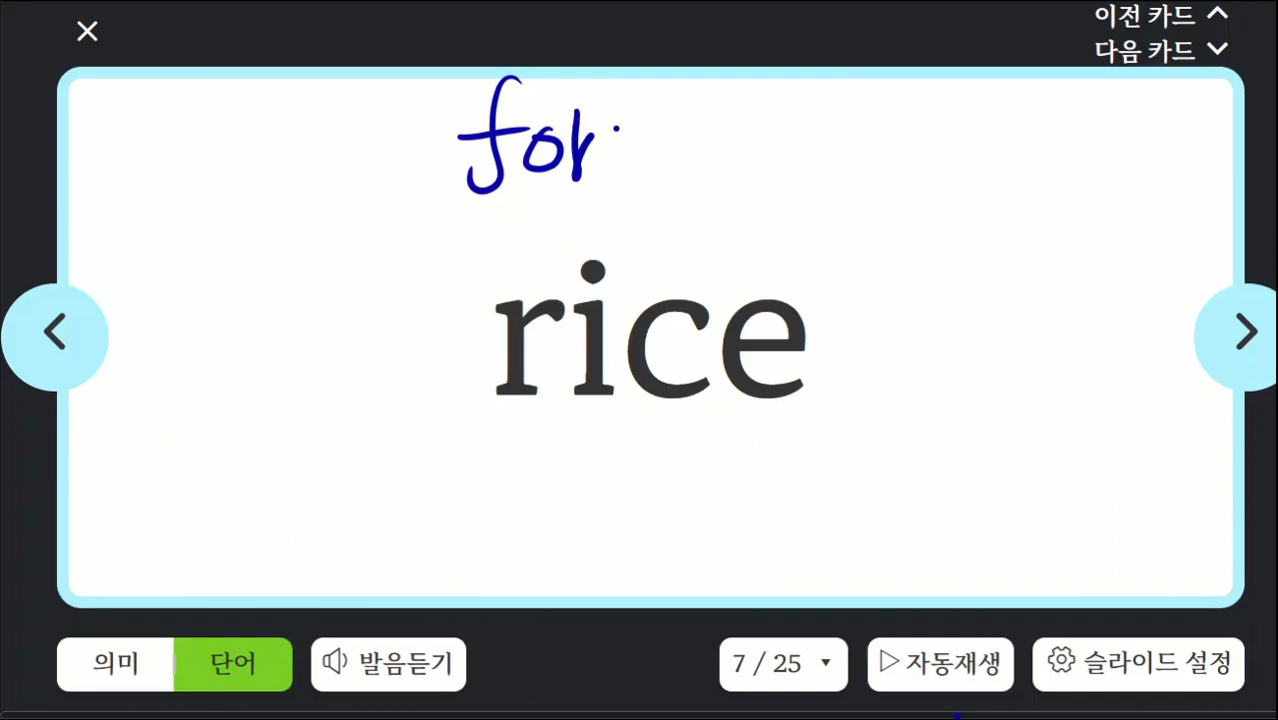 이전 카드
다음 카드
for
rice
의미 단어 발음듣기 7 / 25 자동재생 슬라이드 설정